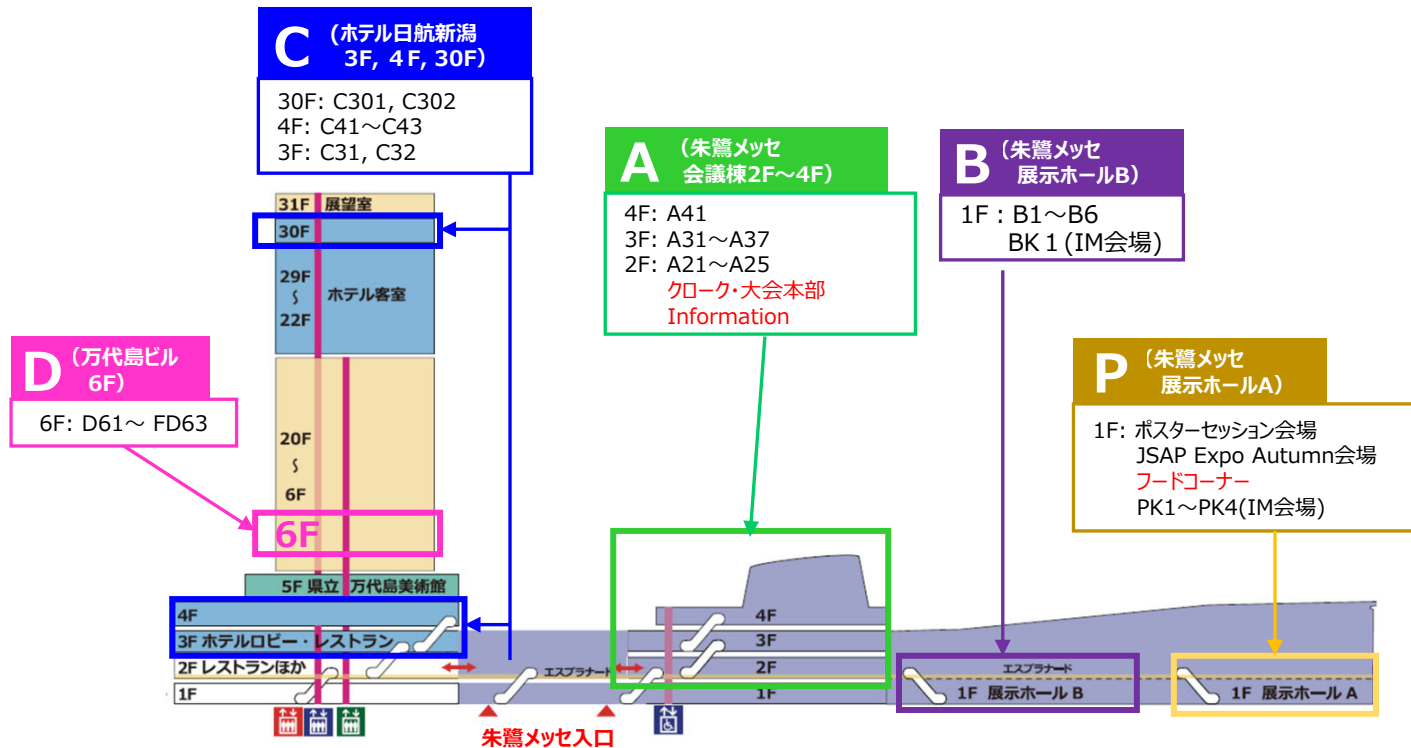 C (ホテル日航新潟
3F, 4F, 30F)
30F: C301, C302
4F: C41～C43
3F: C31, C32
A (朱鷺メッセ
会議棟2F～4F)
4F: A41
3F: A31～A37
2F: A21～A25
クローク・大会本部
Information
B (朱鷺メッセ
展示ホールB)
1F : B1～B6
BK 1 (IM会場)
D (万代島ビル
6F)
6F: D61～ FD63
P (朱鷺メッセ
展示ホールA)
1F: ポスターセッション会場
JSAP Expo Autumn会場
フードコーナー
PK1～PK4(IM会場)
31F 展望室
30F
29F
～
22F
ホテル客室
20F
～
6F
6F
5F 県立 万代島美術館
4F
3F ホテルロビー・レストラン
2F レストランほか
1F
エスプラナード
4F
3F
2F
1F
エスプラナード
1F 展示ホール B
1F 展示ホール A
朱鷺メッセ入口